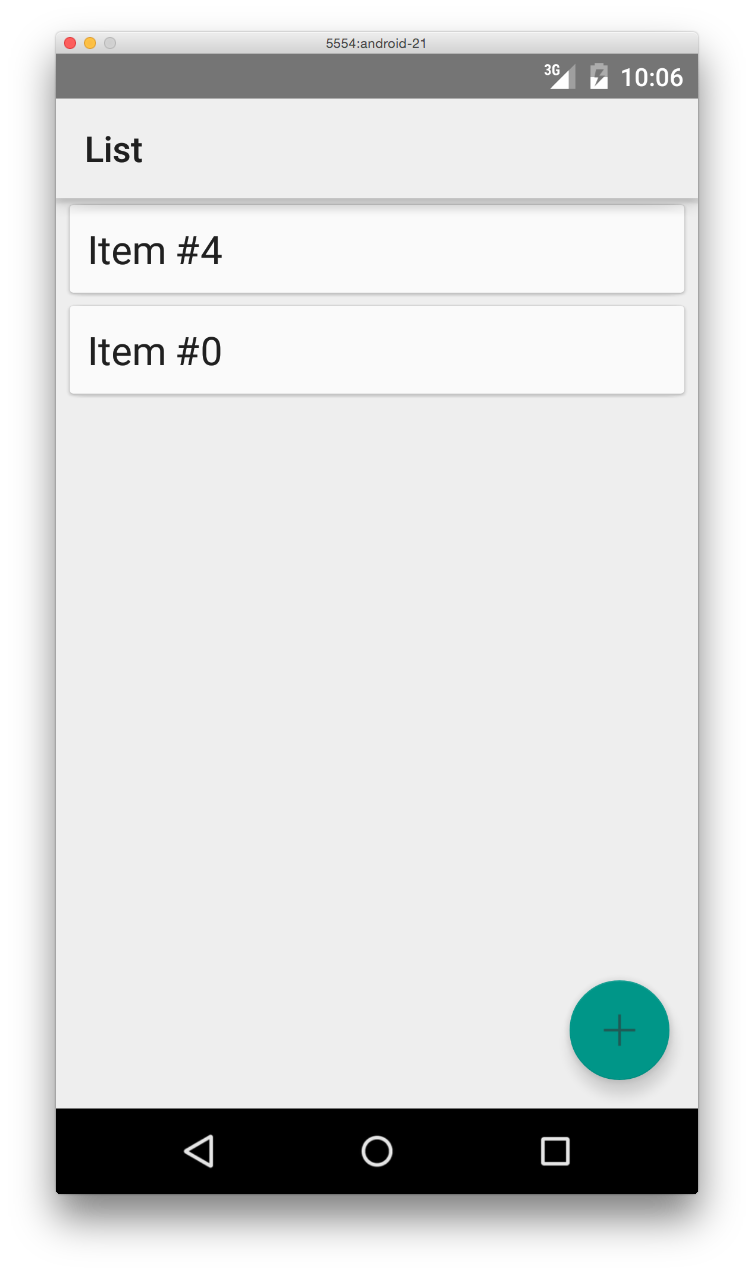 5554:android-21
3G 10:06
List
Item #4
Item #0